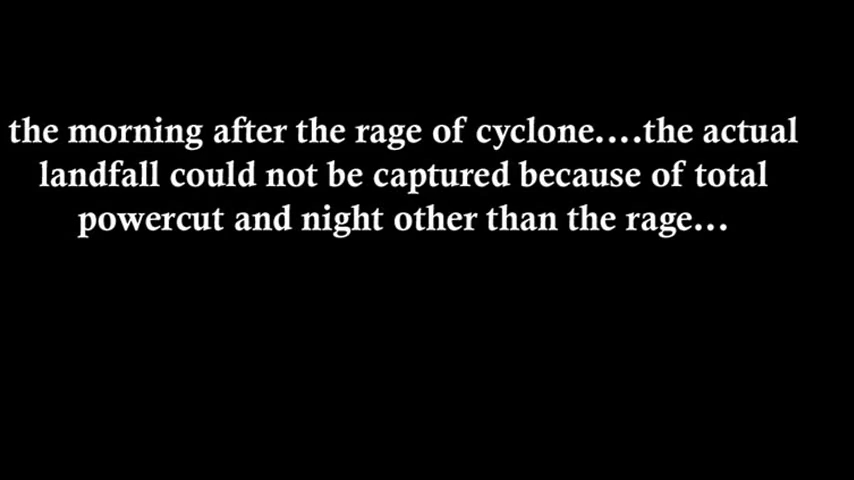 the morning after the rage of cyclone....the actual
landfall could not be captured because of total
powercut and night other than the rage...